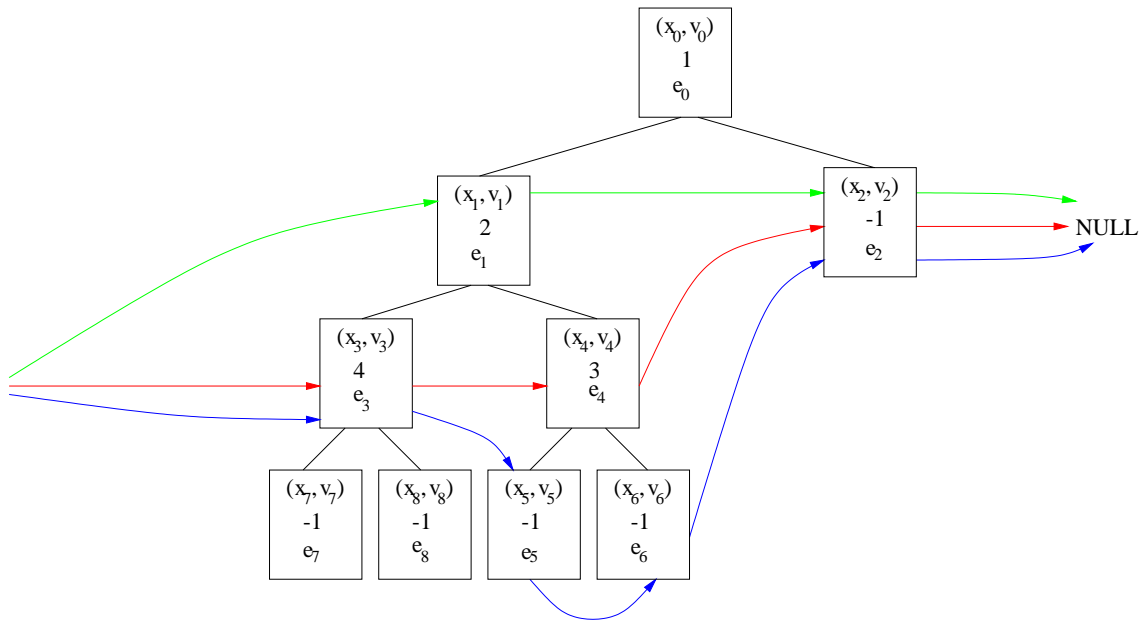 (x₀,v₀)
1
e₀
(x₁,v₁)
2
e₁
(x₂,v₂)
-1
e₂
NULL
(x₃,v₃)
4
e₃
(x₄,v₄)
3
e₄
(x₇,v₇)
-1
e₇
(x₈,v₈)
-1
e₈
(x₅,v₅)
-1
e₅
(x₆,v₆)
-1
e₆